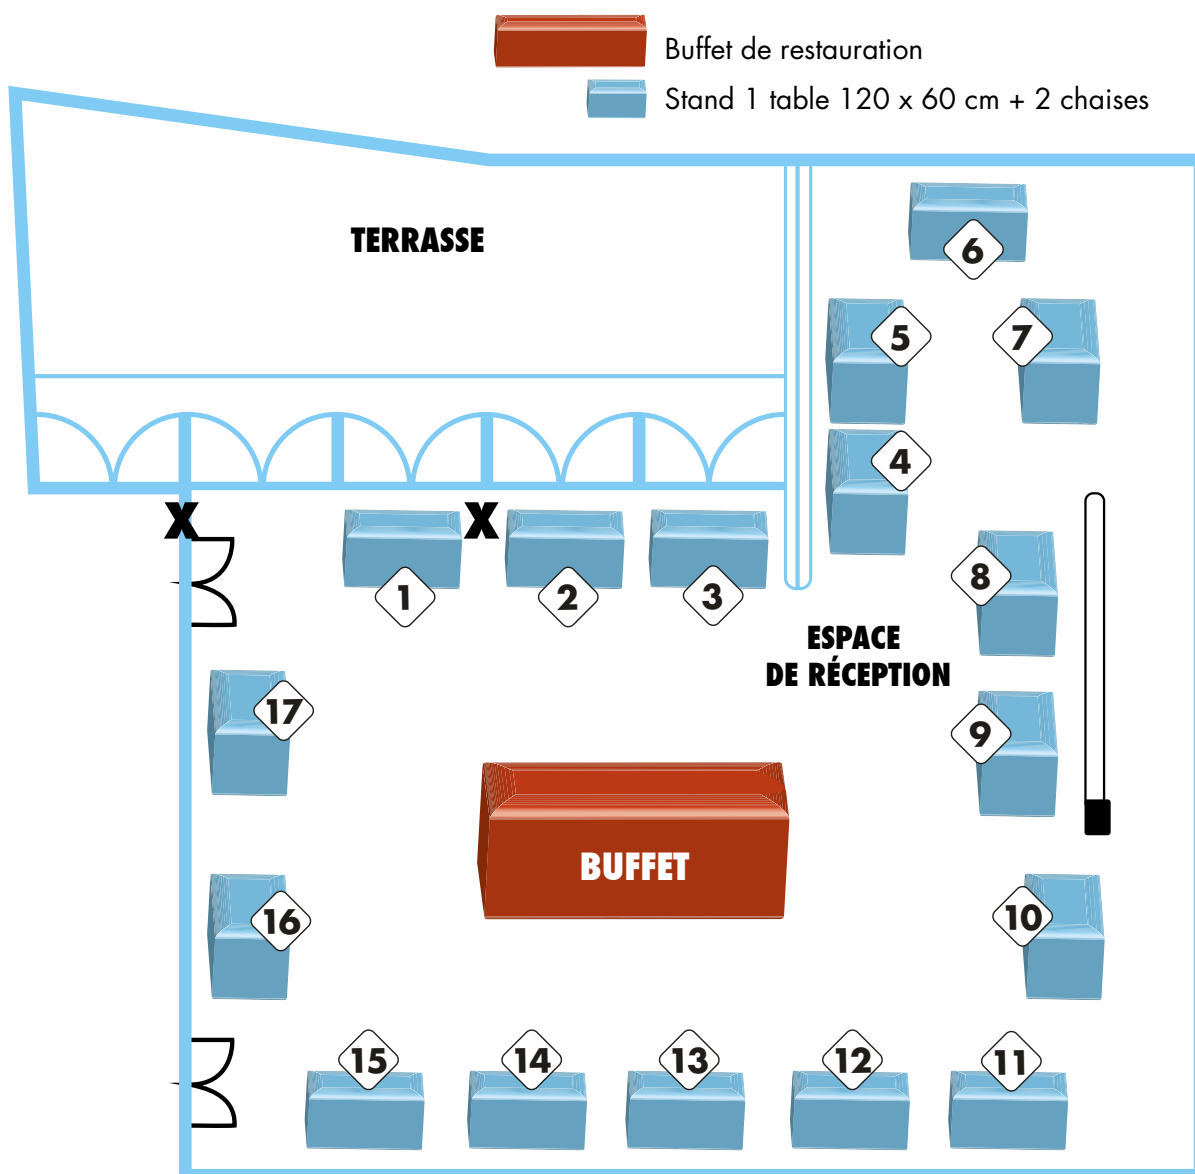 Buffet de restauration
Stand 1 table 120 x 60 cm + 2 chaises
TERRASSE
6
5
7
4
X
X
8
1
2
3
ESPACE
DE RÉCEPTION
17
9
BUFFET
16
10
15
14
13
12
11